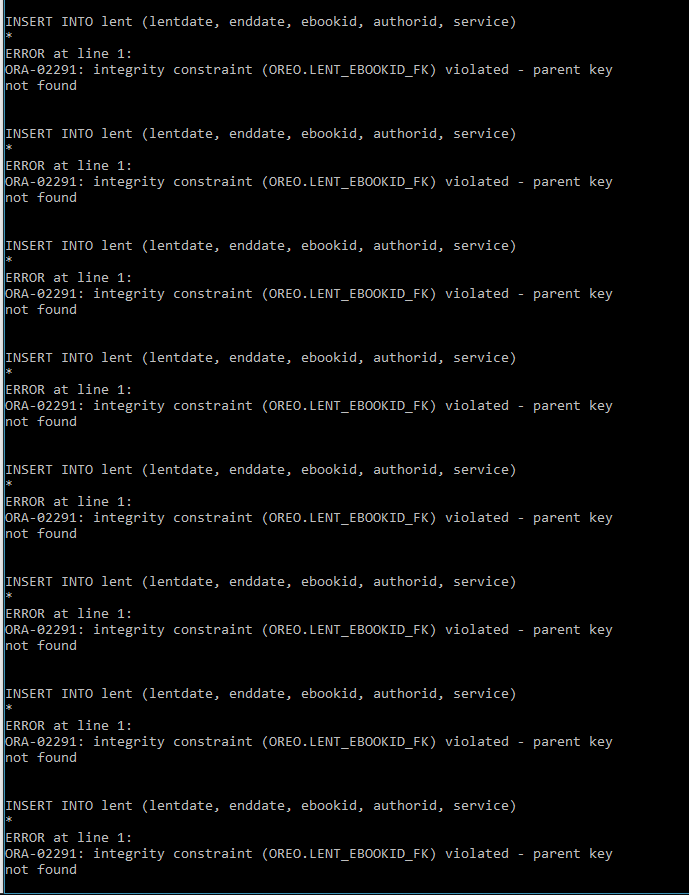 INSERT INTO lent (lentdate, enddate, ebookid, authorid, service)
*
ERROR at line 1:
ORA-02291: integrity constraint (OREO.LENT_EBOOKID_FK) violated - parent key
not found
INSERT INTO lent (lentdate, enddate, ebookid, authorid, service)
*
ERROR at line 1:
ORA-02291: integrity constraint (OREO.LENT_EBOOKID_FK) violated - parent key
not found
INSERT INTO lent (lentdate, enddate, ebookid, authorid, service)
*
ERROR at line 1:
ORA-02291: integrity constraint (OREO.LENT_EBOOKID_FK) violated - parent key
not found
INSERT INTO lent (lentdate, enddate, ebookid, authorid, service)
*
ERROR at line 1:
ORA-02291: integrity constraint (OREO.LENT_EBOOKID_FK) violated - parent key
not found
INSERT INTO lent (lentdate, enddate, ebookid, authorid, service)
*
ERROR at line 1:
ORA-02291: integrity constraint (OREO.LENT_EBOOKID_FK) violated - parent key
not found
INSERT INTO lent (lentdate, enddate, ebookid, authorid, service)
*
ERROR at line 1:
ORA-02291: integrity constraint (OREO.LENT_EBOOKID_FK) violated - parent key
not found
INSERT INTO lent (lentdate, enddate, ebookid, authorid, service)
*
ERROR at line 1:
ORA-02291: integrity constraint (OREO.LENT_EBOOKID_FK) violated - parent key
not found
INSERT INTO lent (lentdate, enddate, ebookid, authorid, service)
*
ERROR at line 1:
ORA-02291: integrity constraint (OREO.LENT_EBOOKID_FK) violated - parent key
not found